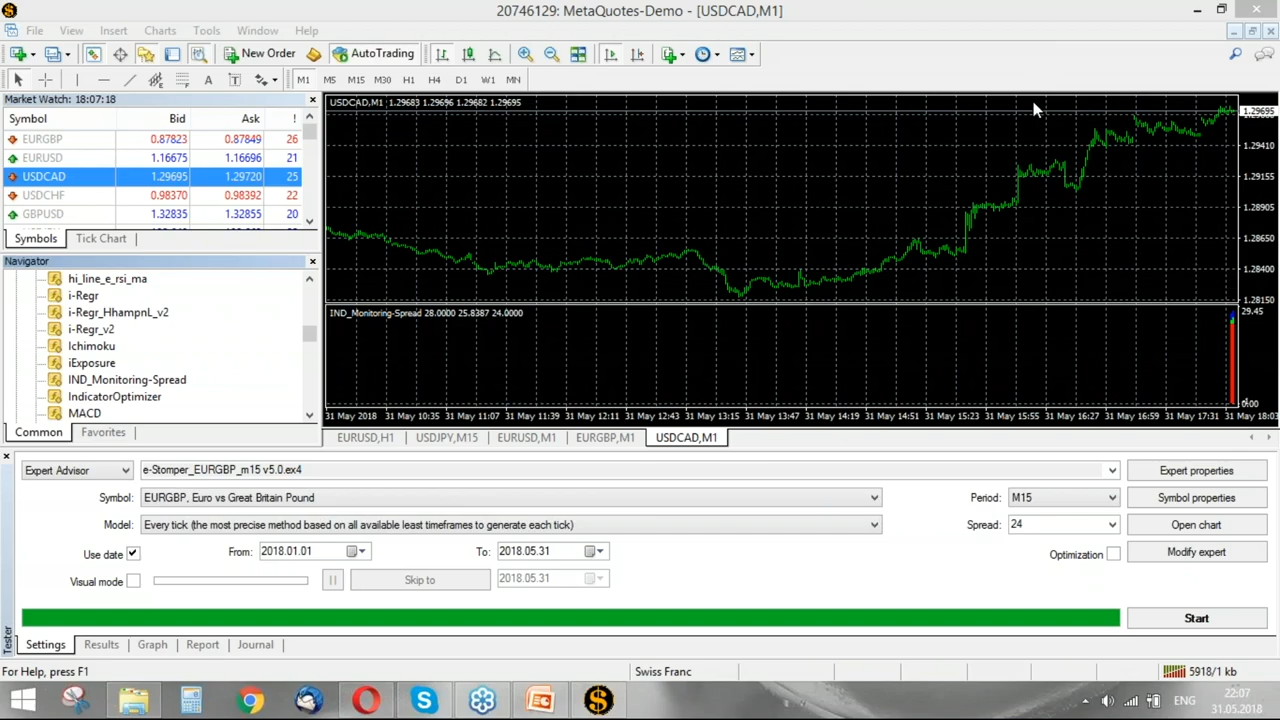 20746129: MetaQuotes-Demo - [USDCAD,M1]
File View Insert Charts Tools Window Help
New Order AutoTrading
A T M1 M5 M15 M30 H1 H4 D1 W1 MN
Market Watch: 18:07:18
Symbol Bid Ask !
EURGBP 0.87823 0.87849 26
EURUSD 1.16675 1.16696 21
USDCAD 1.29695 1.29720 25
USDCHF 0.98370 0.98392 22
GBPUSD 1.32835 1.32855 20
Symbols Tick Chart
Navigator
hi_line_e_rsi_ma
i-Regr
i-Regr_HhampnL_v2
i-Regr_v2
Ichimoku
iExposure
IND_Monitoring-Spread
IndicatorOptimizer
MACD
Common Favorites
USDCAD,M1 1.29683 1.29696 1.29682 1.29695
1.29695
1.29410
1.29155
1.28905
1.28650
1.28400
1.28150
IND_Monitoring-Spread 28.0000 25.8387 24.0000
29.45
0.00
31 May 2018 31 May 10:35 31 May 11:07 31 May 11:39 31 May 12:11 31 May 12:43 31 May 13:15 31 May 13:47 31 May 14:19 31 May 14:51 31 May 15:23 31 May 15:55 31 May 16:27 31 May 16:59 31 May 17:31 31 May 18:03
EURUSD,H1 USDJPY,M15 EURUSD,M1 EURGBP,M1 USDCAD,M1
Expert Advisor e-Stomper_EURGBP_m15 v5.0.ex4 Expert properties
Symbol: EURGBP, Euro vs Great Britain Pound Period: M15 Symbol properties
Model: Every tick (the most precise method based on all available least timeframes to generate each tick) Spread: 24 Open chart
Use date From: 2018.01.01 To: 2018.05.31 Optimization Modify expert
Visual mode Skip to 2018.05.31
Start
Tester
Settings Results Graph Report Journal
For Help, press F1 Swiss Franc 5918/1 kb
ENG
22:07
31.05.2018